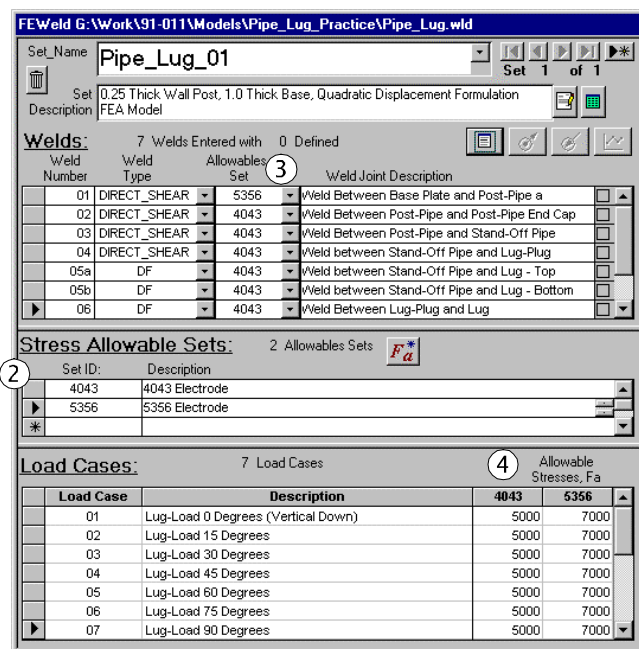 FEWeld G:\Work\91-011\Models\Pipe_Lug_Practice\Pipe_Lug.wld
Set_Name Pipe_Lug_01
Set 1 of 1
Set Description 0.25 Thick Wall Post, 1.0 Thick Base, Quadratic Displacement Formulation
FEA Model
Welds: 7 Welds Entered with 0 Defined
Weld Number Weld Type Allowables Set 3 Weld Joint Description
01 DIRECT_SHEAR 5356 Weld Between Base Plate and Post-Pipe a
02 DIRECT_SHEAR 4043 Weld Between Post-Pipe and Post-Pipe End Cap
03 DIRECT_SHEAR 4043 Weld Between Post-Pipe and Stand-Off Pipe
04 DIRECT_SHEAR 4043 Weld between Stand-Off Pipe and Lug-Plug
05a DF 4043 Weld between Stand-Off Pipe and Lug - Top
05b DF 4043 Weld between Stand-Off Pipe and Lug - Bottom
06 DF 4043 Weld Between Lug-Plug and Lug
Stress Allowable Sets: 2 Allowables Sets Fa*
2 Set ID: Description
4043 4043 Electrode
5356 5356 Electrode
*
Load Cases: 7 Load Cases 4 Allowable Stresses, Fa
Load Case Description 4043 5356
01 Lug-Load 0 Degrees (Vertical Down) 5000 7000
02 Lug-Load 15 Degrees 5000 7000
03 Lug-Load 30 Degrees 5000 7000
04 Lug-Load 45 Degrees 5000 7000
05 Lug-Load 60 Degrees 5000 7000
06 Lug-Load 75 Degrees 5000 7000
07 Lug-Load 90 Degrees 5000 7000